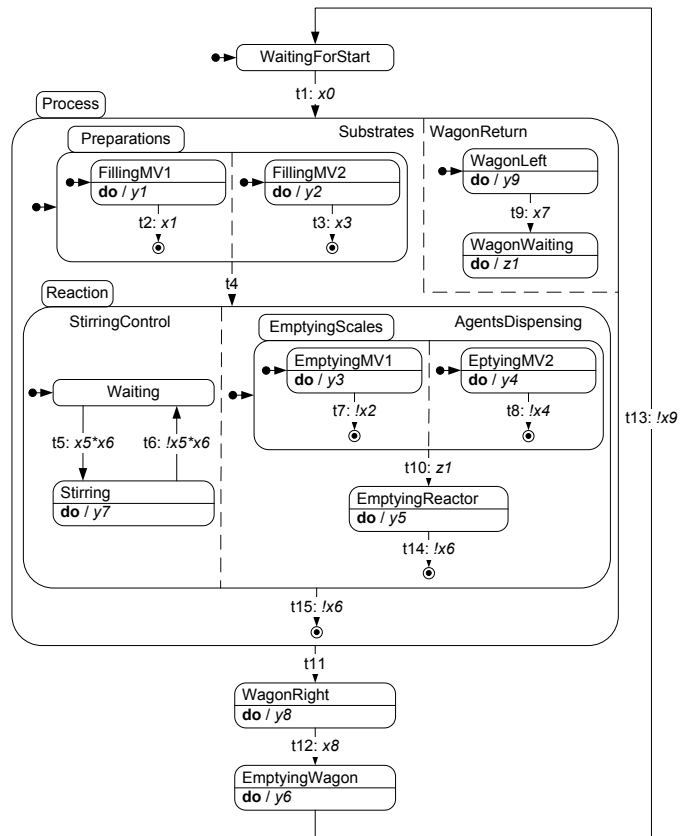 WaitingForStart
t1: x0
Process
Preparations
Substrates
WagonReturn
FillingMV1
do / y1
t2: x1
FillingMV2
do / y2
t3: x3
WagonLeft
do / y9
t9: x7
WagonWaiting
do / z1
t4
Reaction
StirringControl
Waiting
t5: x5*x6
t6: !x5*x6
Stirring
do / y7
EmptyingScales
AgentsDispensing
EmptyingMV1
do / y3
t7: !x2
EptyingMV2
do / y4
t8: !x4
t10: z1
EmptyingReactor
do / y5
t14: !x6
t13: !x9
t15: !x6
t11
WagonRight
do / y8
t12: x8
EmptyingWagon
do / y6